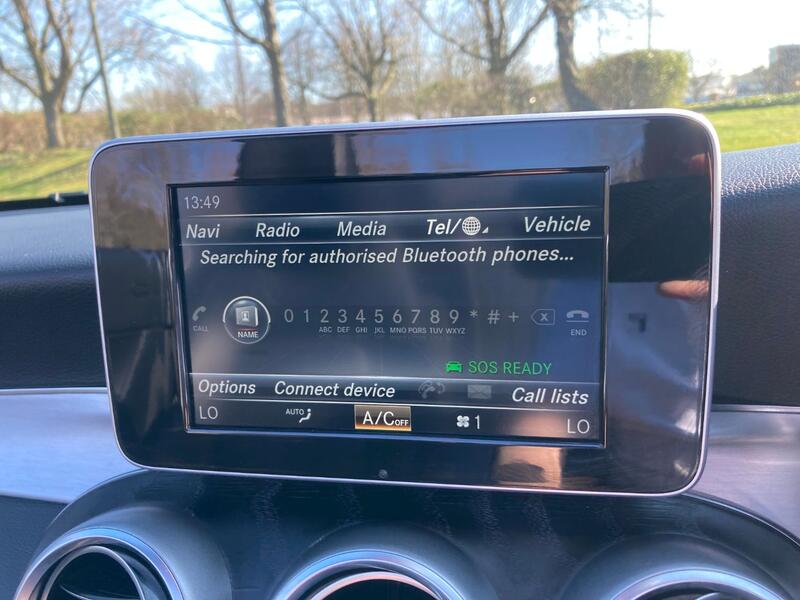 13:49
Navi Radio Media Tel/ Vehicle
Searching for authorised Bluetooth phones...
0 1 2 3 4 5 6 7 8 9 * # +
CALL NAME ABC DEF GHI JKL MNO PQRS TUV WXYZ END
SOS READY
Options Connect device Call lists
LO AUTO A/C OFF 1 LO